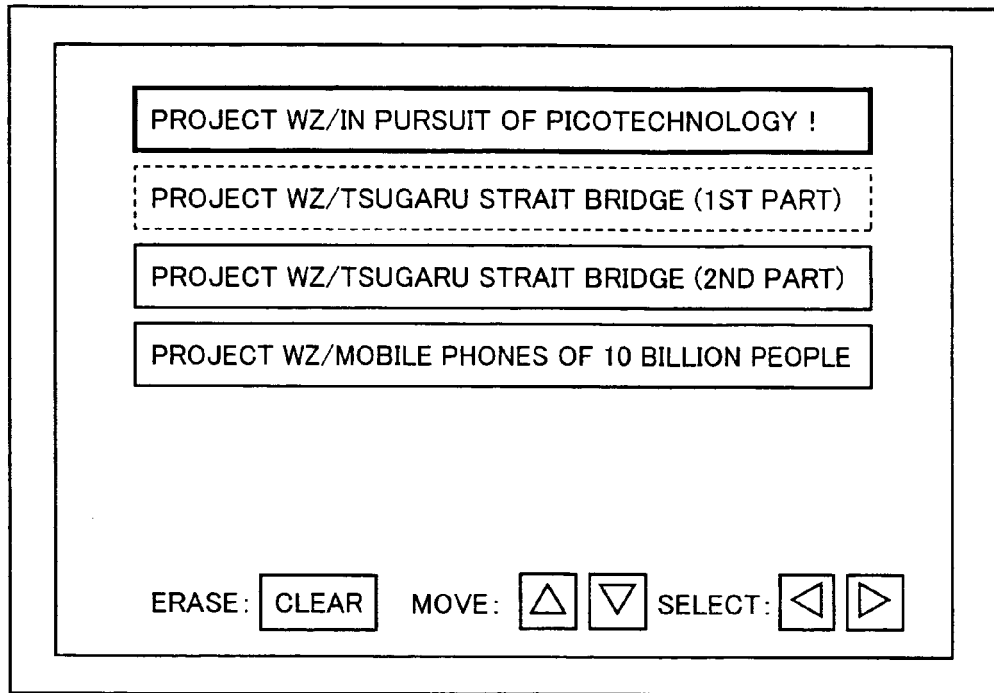 PROJECT WZ/IN PURSUIT OF PICOTECHNOLOGY !
PROJECT WZ/TSUGARU STRAIT BRIDGE (1ST PART)
PROJECT WZ/TSUGARU STRAIT BRIDGE (2ND PART)
PROJECT WZ/MOBILE PHONES OF 10 BILLION PEOPLE
ERASE: CLEAR MOVE: △ ▽ SELECT: ◁ ▷